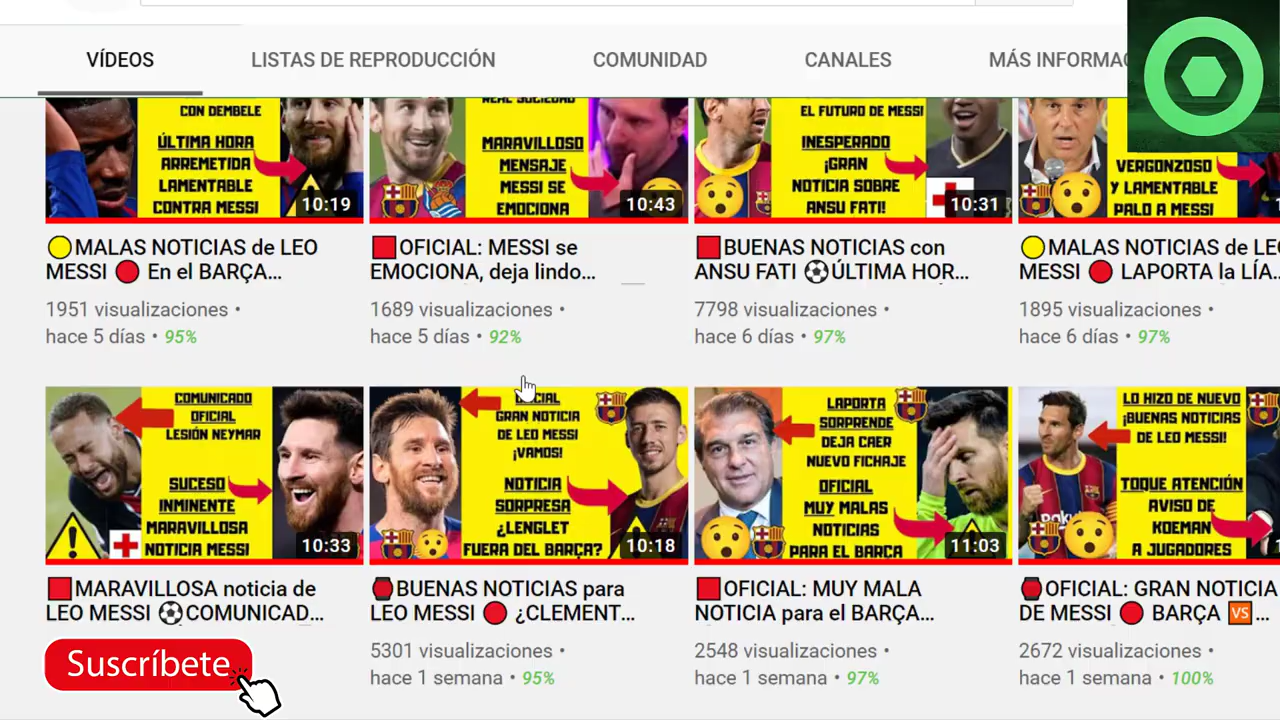 VÍDEOS
LISTAS DE REPRODUCCIÓN
COMUNIDAD
CANALES
MÁS INFORMAC
CON DEMBELE
ÚLTIMA HORA
ARREMETIDA
LAMENTABLE
CONTRA MESSI
10:19
REAL SOCIEDAD
MARAVILLOSO
MENSAJE
MESSI SE
EMOCIONA
10:43
EL FUTURO DE MESSI
INESPERADO
¡GRAN
NOTICIA SOBRE
ANSU FATI!
10:31
VERGONZOSO
Y LAMENTABLE
PALO A MESSI
🟡MALAS NOTICIAS de LEO
MESSI 🔴 En el BARÇA...
1951 visualizaciones •
hace 5 días • 95%
🟥OFICIAL: MESSI se
EMOCIONA, deja lindo...
1689 visualizaciones •
hace 5 días • 92%
🟥BUENAS NOTICIAS con
ANSU FATI ⚽ÚLTIMA HOR...
7798 visualizaciones •
hace 6 días • 97%
🟡MALAS NOTICIAS de LEO
MESSI 🔴 LAPORTA la LÍA...
1895 visualizaciones •
hace 6 días • 97%
COMUNICADO
OFICIAL
LESIÓN NEYMAR
SUCESO
INMINENTE
MARAVILLOSA
NOTICIA MESSI
10:33
GRAN NOTICIA
DE LEO MESSI
¡VAMOS!
NOTICIA
SORPRESA
¿LENGLET
FUERA DEL BARÇA?
10:18
LAPORTA
SORPRENDE
DEJA CAER
NUEVO FICHAJE
OFICIAL
MUY MALAS
NOTICIAS
PARA EL BARÇA
11:03
LO HIZO DE NUEVO
¡BUENAS NOTICIAS
DE LEO MESSI!
TOQUE ATENCIÓN
AVISO DE
KOEMAN
A JUGADORES
🟥MARAVILLOSA noticia de
LEO MESSI ⚽COMUNICAD...
BUENAS NOTICIAS para
LEO MESSI 🔴 ¿CLEMENT...
5301 visualizaciones •
hace 1 semana • 95%
🟥OFICIAL: MUY MALA
NOTICIA para el BARÇA...
2548 visualizaciones •
hace 1 semana • 97%
OFICIAL: GRAN NOTICIA
DE MESSI 🔴 BARÇA 🆚...
2672 visualizaciones •
hace 1 semana • 100%
Suscríbete